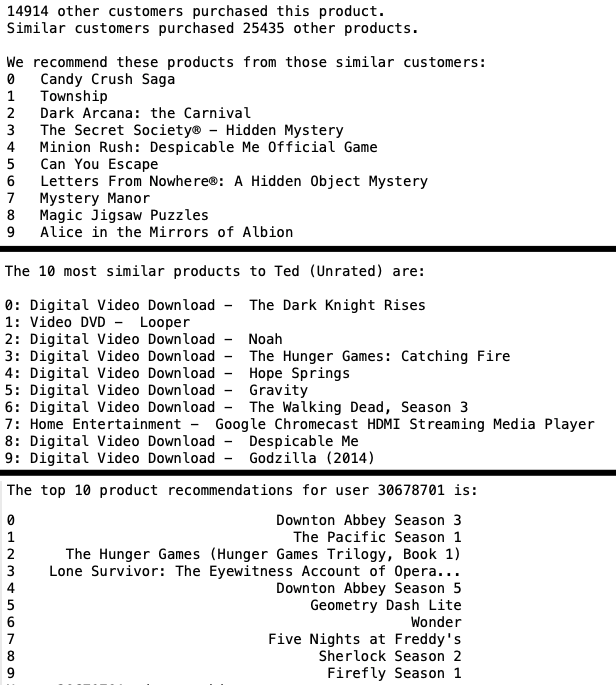 14914 other customers purchased this product.
Similar customers purchased 25435 other products.
We recommend these products from those similar customers:
0 Candy Crush Saga
1 Township
2 Dark Arcana: the Carnival
3 The Secret Society® - Hidden Mystery
4 Minion Rush: Despicable Me Official Game
5 Can You Escape
6 Letters From Nowhere®: A Hidden Object Mystery
7 Mystery Manor
8 Magic Jigsaw Puzzles
9 Alice in the Mirrors of Albion
The 10 most similar products to Ted (Unrated) are:
0: Digital Video Download - The Dark Knight Rises
1: Video DVD - Looper
2: Digital Video Download - Noah
3: Digital Video Download - The Hunger Games: Catching Fire
4: Digital Video Download - Hope Springs
5: Digital Video Download - Gravity
6: Digital Video Download - The Walking Dead, Season 3
7: Home Entertainment - Google Chromecast HDMI Streaming Media Player
8: Digital Video Download - Despicable Me
9: Digital Video Download - Godzilla (2014)
The top 10 product recommendations for user 30678701 is:
0 Downton Abbey Season 3
1 The Pacific Season 1
2 The Hunger Games (Hunger Games Trilogy, Book 1)
3 Lone Survivor: The Eyewitness Account of Opera...
4 Downton Abbey Season 5
5 Geometry Dash Lite
6 Wonder
7 Five Nights at Freddy's
8 Sherlock Season 2
9 Firefly Season 1